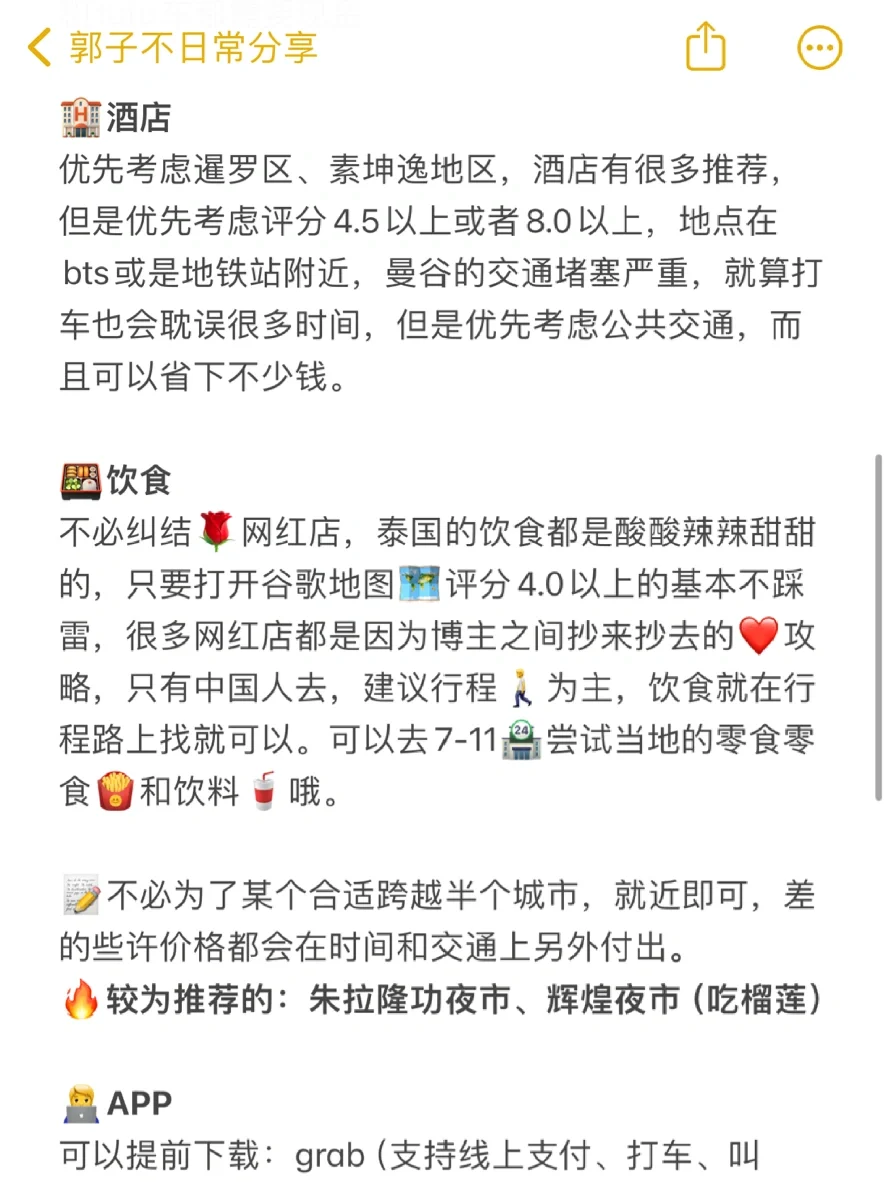 郭子不日常分享
🏨酒店
优先考虑暹罗区、素坤逸地区，酒店有很多推荐，
但是优先考虑评分4.5以上或者8.0以上，地点在
bts或是地铁站附近，曼谷的交通堵塞严重，就算打
车也会耽误很多时间，但是优先考虑公共交通，而
且可以省下不少钱。
🍱饮食
不必纠结🌹网红店，泰国的饮食都是酸酸辣辣甜甜
的，只要打开谷歌地图🗺️评分4.0以上的基本不踩
雷，很多网红店都是因为博主之间抄来抄去的❤️攻
略，只有中国人去，建议行程🚶为主，饮食就在行
程路上找就可以。可以去7-11🏪尝试当地的零食零
食🍟和饮料🥤哦。
📝不必为了某个合适跨越半个城市，就近即可，差
的些许价格都会在时间和交通上另外付出。
🔥较为推荐的：朱拉隆功夜市、辉煌夜市（吃榴莲）
🧑‍💻APP
可以提前下载：grab（支持线上支付、打车、叫